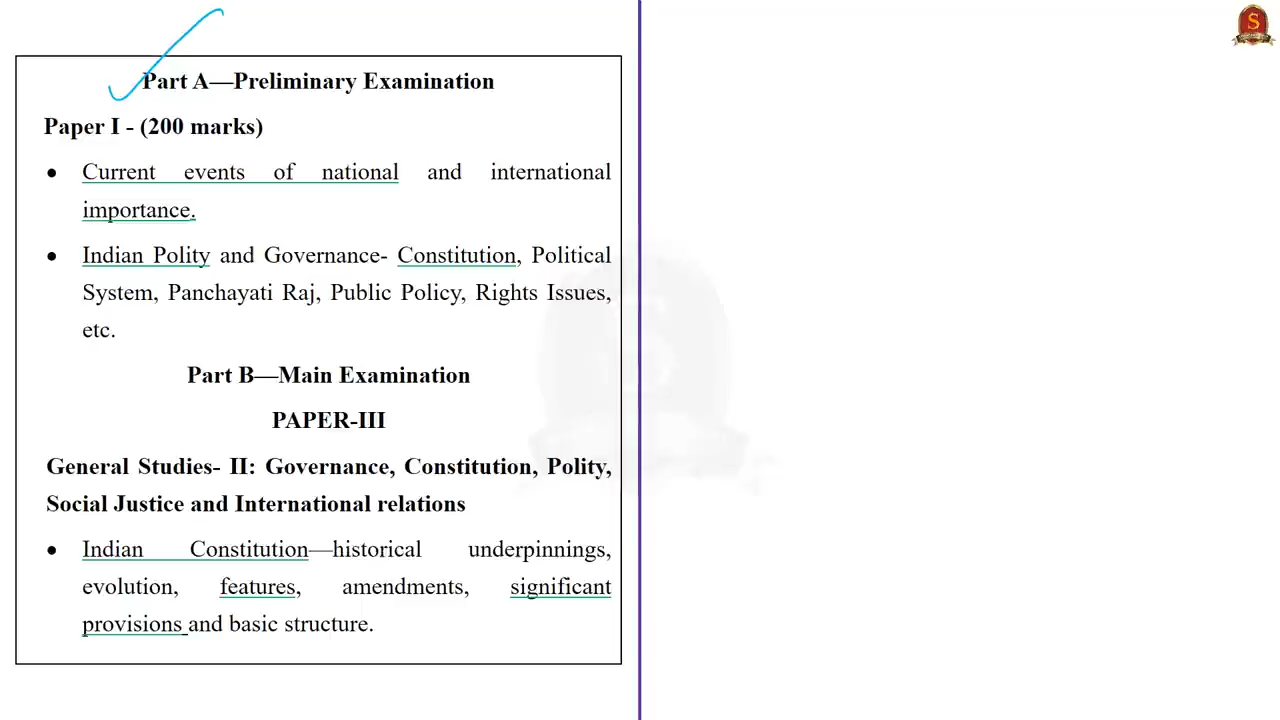 Part A—Preliminary Examination
Paper I - (200 marks)
• Current events of national and international
importance.
• Indian Polity and Governance- Constitution, Political
System, Panchayati Raj, Public Policy, Rights Issues,
etc.
Part B—Main Examination
PAPER-III
General Studies- II: Governance, Constitution, Polity,
Social Justice and International relations
• Indian Constitution—historical underpinnings,
evolution, features, amendments, significant
provisions and basic structure.
S